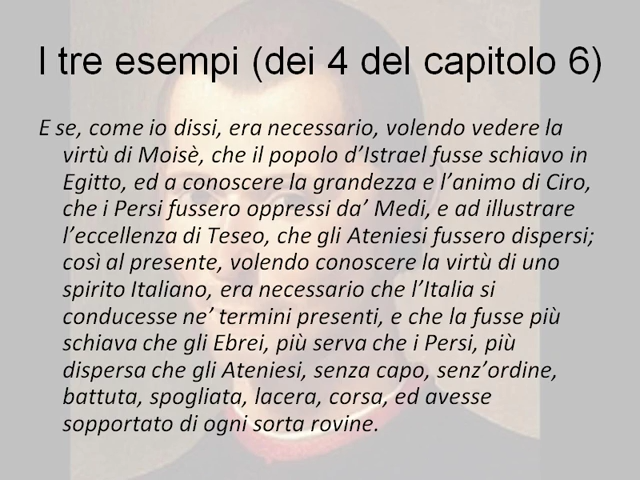 I tre esempi (dei 4 del capitolo 6)
E se, come io dissi, era necessario, volendo vedere la
virtù di Moisè, che il popolo d’Istrael fusse schiavo in
Egitto, ed a conoscere la grandezza e l’animo di Ciro,
che i Persi fussero oppressi da’ Medi, e ad illustrare
l’eccellenza di Teseo, che gli Ateniesi fussero dispersi;
così al presente, volendo conoscere la virtù di uno
spirito Italiano, era necessario che l’Italia si
conducesse ne’ termini presenti, e che la fusse più
schiava che gli Ebrei, più serva che i Persi, più
dispersa che gli Ateniesi, senza capo, senz’ordine,
battuta, spogliata, lacera, corsa, ed avesse
sopportato di ogni sorta rovine.